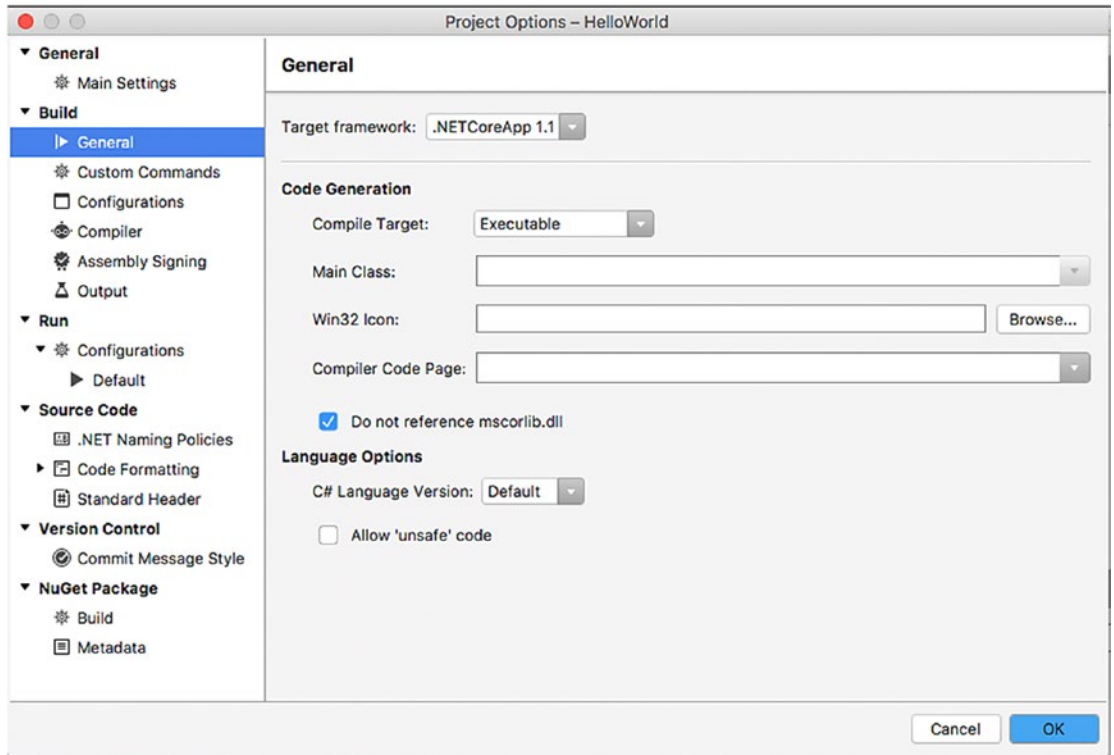 Project Options – HelloWorld
General
Main Settings
Build
General
Custom Commands
Configurations
Compiler
Assembly Signing
Output
Run
Configurations
Default
Source Code
.NET Naming Policies
Code Formatting
Standard Header
Version Control
Commit Message Style
NuGet Package
Build
Metadata
General
Target framework: .NETCoreApp 1.1
Code Generation
Compile Target: Executable
Main Class:
Win32 Icon: Browse...
Compiler Code Page:
Do not reference mscorlib.dll
Language Options
C# Language Version: Default
Allow 'unsafe' code
Cancel OK